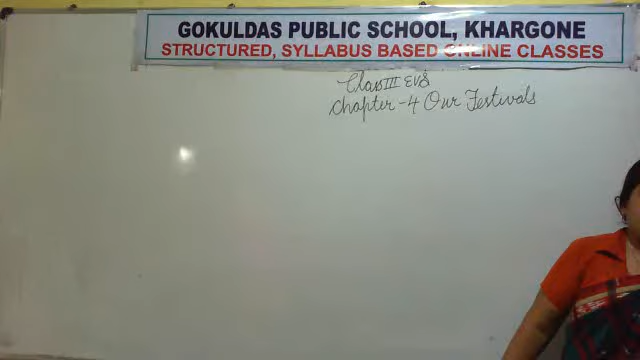 GOKULDAS PUBLIC SCHOOL, KHARGONE
STRUCTURED, SYLLABUS BASED ONLINE CLASSES
Class III EVS
Chapter - 4 Our Festivals